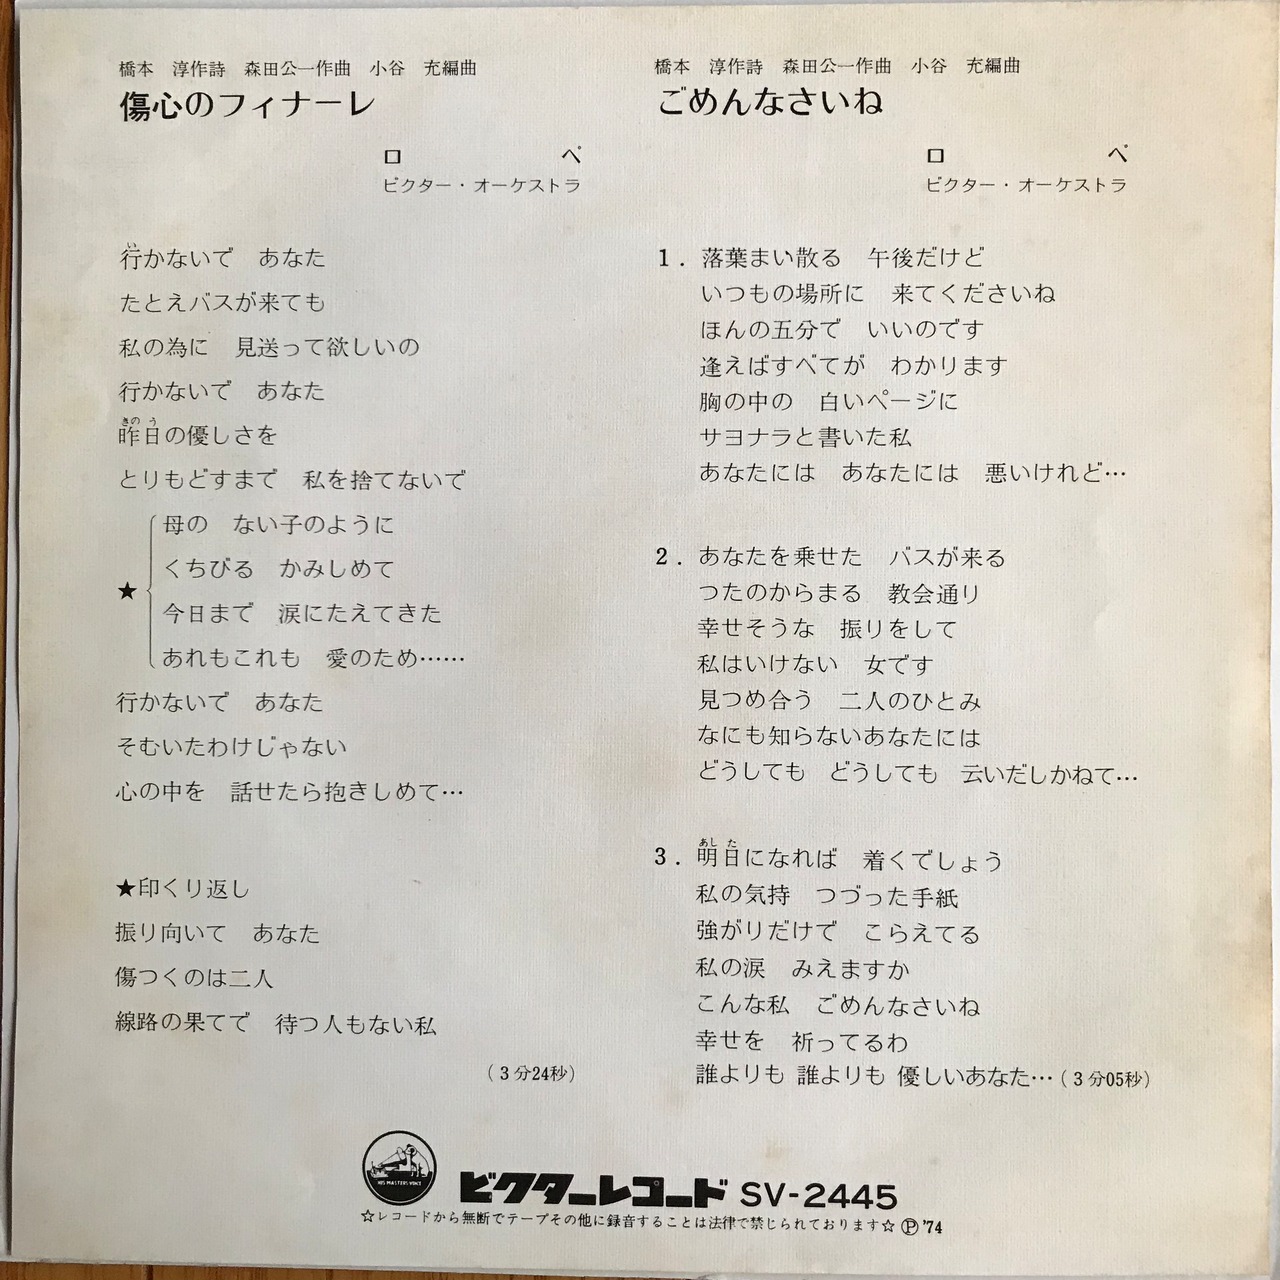 橋本　淳作詩　森田公一作曲　小谷　充編曲
傷心のフィナーレ
ロ　ペ
ビクター・オーケストラ
行かないで　あなた
たとえバスが来ても
私の為に　見送って欲しいの
行かないで　あなた
昨日の優しさを
とりもどすまで　私を捨てないで
母の　ない子のように
くちびる　かみしめて
★
今日まで　涙にたえてきた
あれもこれも　愛のため……
行かないで　あなた
そむいたわけじゃない
心の中を　話せたら抱きしめて…
★印くり返し
振り向いて　あなた
傷つくのは二人
線路の果てで　待つ人もない私
（3分24秒）
橋本　淳作詩　森田公一作曲　小谷　充編曲
ごめんなさいね
ロ　ペ
ビクター・オーケストラ
1．落葉まい散る　午後だけど
いつもの場所に　来てくださいね
ほんの五分で　いいのです
逢えばすべてが　わかります
胸の中の　白いページに
サヨナラと書いた私
あなたには　あなたには　悪いけれど…
2．あなたを乗せた　バスが来る
つたのからまる　教会通り
幸せそうな　振りをして
私はいけない　女です
見つめ合う　二人のひとみ
なにも知らないあなたには
どうしても　どうしても　云いだしかねて…
3．明日になれば　着くでしょう
私の気持　つづった手紙
強がりだけで　こらえてる
私の涙　みえますか
こんな私　ごめんなさいね
幸せを　祈ってるわ
誰よりも 誰よりも 優しいあなた…（3分05秒）
HIS MASTER'S VOICE
ビクターレコード SV-2445
☆レコードから無断でテープその他に録音することは法律で禁じられております☆ Ⓟ'74